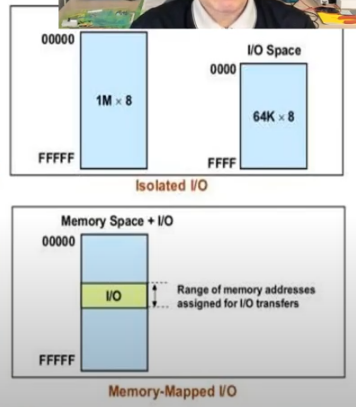 00000
I/O Space
0000
1M × 8
64K × 8
FFFFF
FFFF
Isolated I/O
Memory Space + I/O
00000
I/O
Range of memory addresses
assigned for I/O transfers
FFFFF
Memory-Mapped I/O